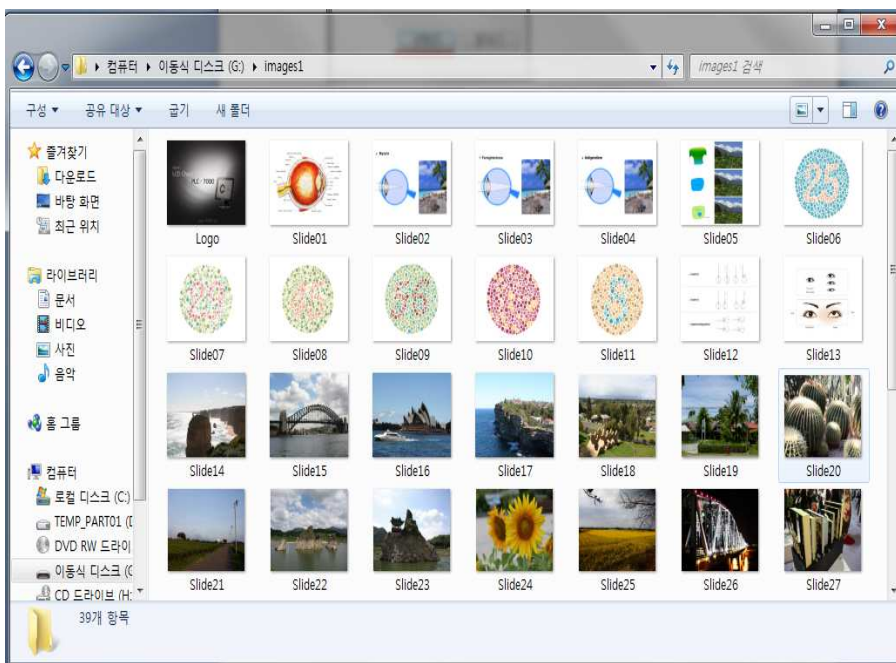 컴퓨터 ▸ 이동식 디스크 (G:) ▸ images1
images1 검색
구성 공유 대상 굽기 새 폴더
즐겨찾기
다운로드
바탕 화면
최근 위치
라이브러리
문서
비디오
사진
음악
홈 그룹
컴퓨터
로컬 디스크 (C:)
TEMP_PART01 (
DVD RW 드라이
이동식 디스크 (
CD 드라이브 (H:
Logo Slide01 Slide02 Slide03 Slide04 Slide05 Slide06
Slide07 Slide08 Slide09 Slide10 Slide11 Slide12 Slide13
Slide14 Slide15 Slide16 Slide17 Slide18 Slide19 Slide20
Slide21 Slide22 Slide23 Slide24 Slide25 Slide26 Slide27
39개 항목